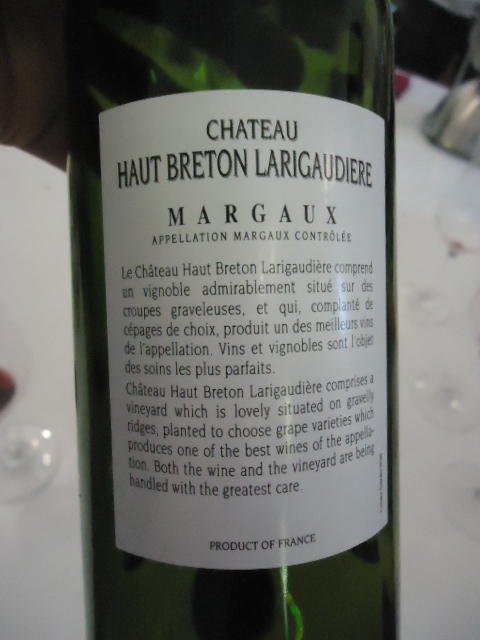 CHATEAU
HAUT BRETON LARIGAUDIERE
MARGAUX
APPELLATION MARGAUX CONTRÔLÉE
Le Château Haut Breton Larigaudière comprend
un vignoble admirablement situé sur des
croupes graveleuses, et qui, complanté de
cépages de choix, produit un des meilleurs vins
de l'appellation. Vins et vignobles sont l'objet
des soins les plus parfaits.
Château Haut Breton Larigaudière comprises a
vineyard which is lovely situated on gravelly
ridges, planted to choose grape varieties which
produces one of the best wines of the appella-
tion. Both the wine and the vineyard are being
handled with the greatest care.
PRODUCT OF FRANCE